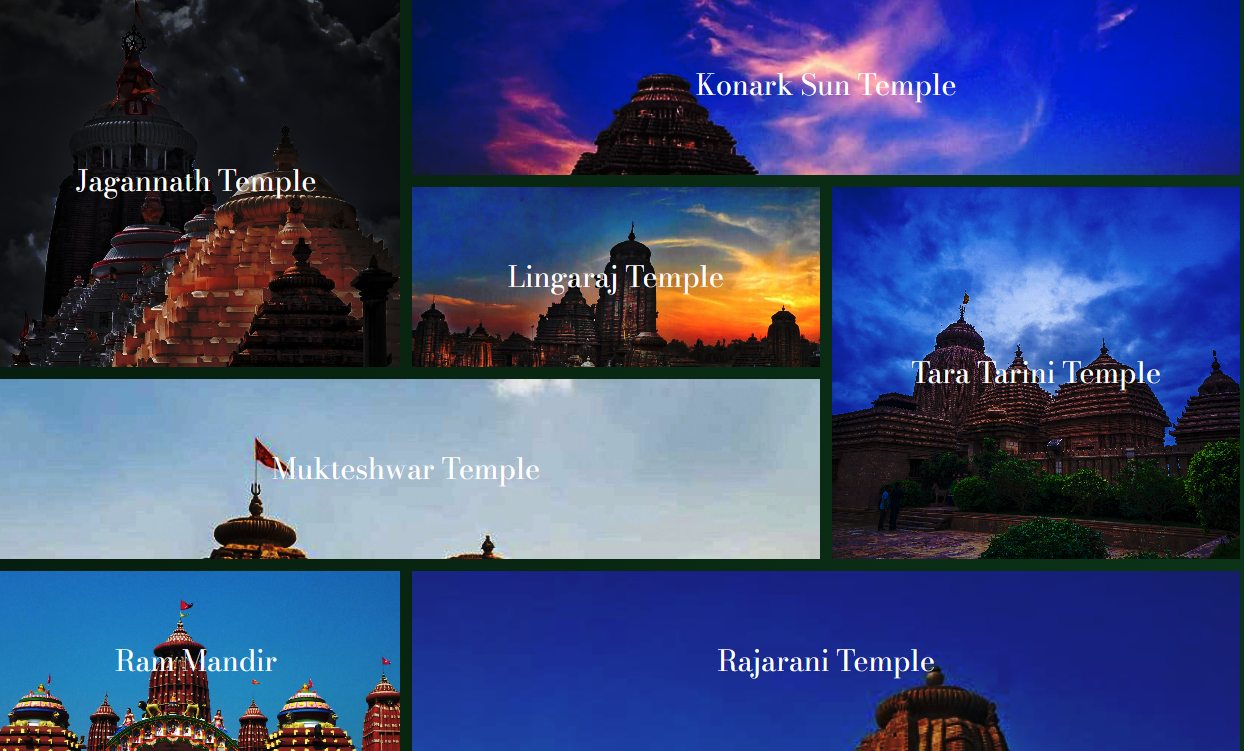 Jagannath Temple
Konark Sun Temple
Lingaraj Temple
Tara Tarini Temple
Mukteshwar Temple
Ram Mandir
Rajarani Temple